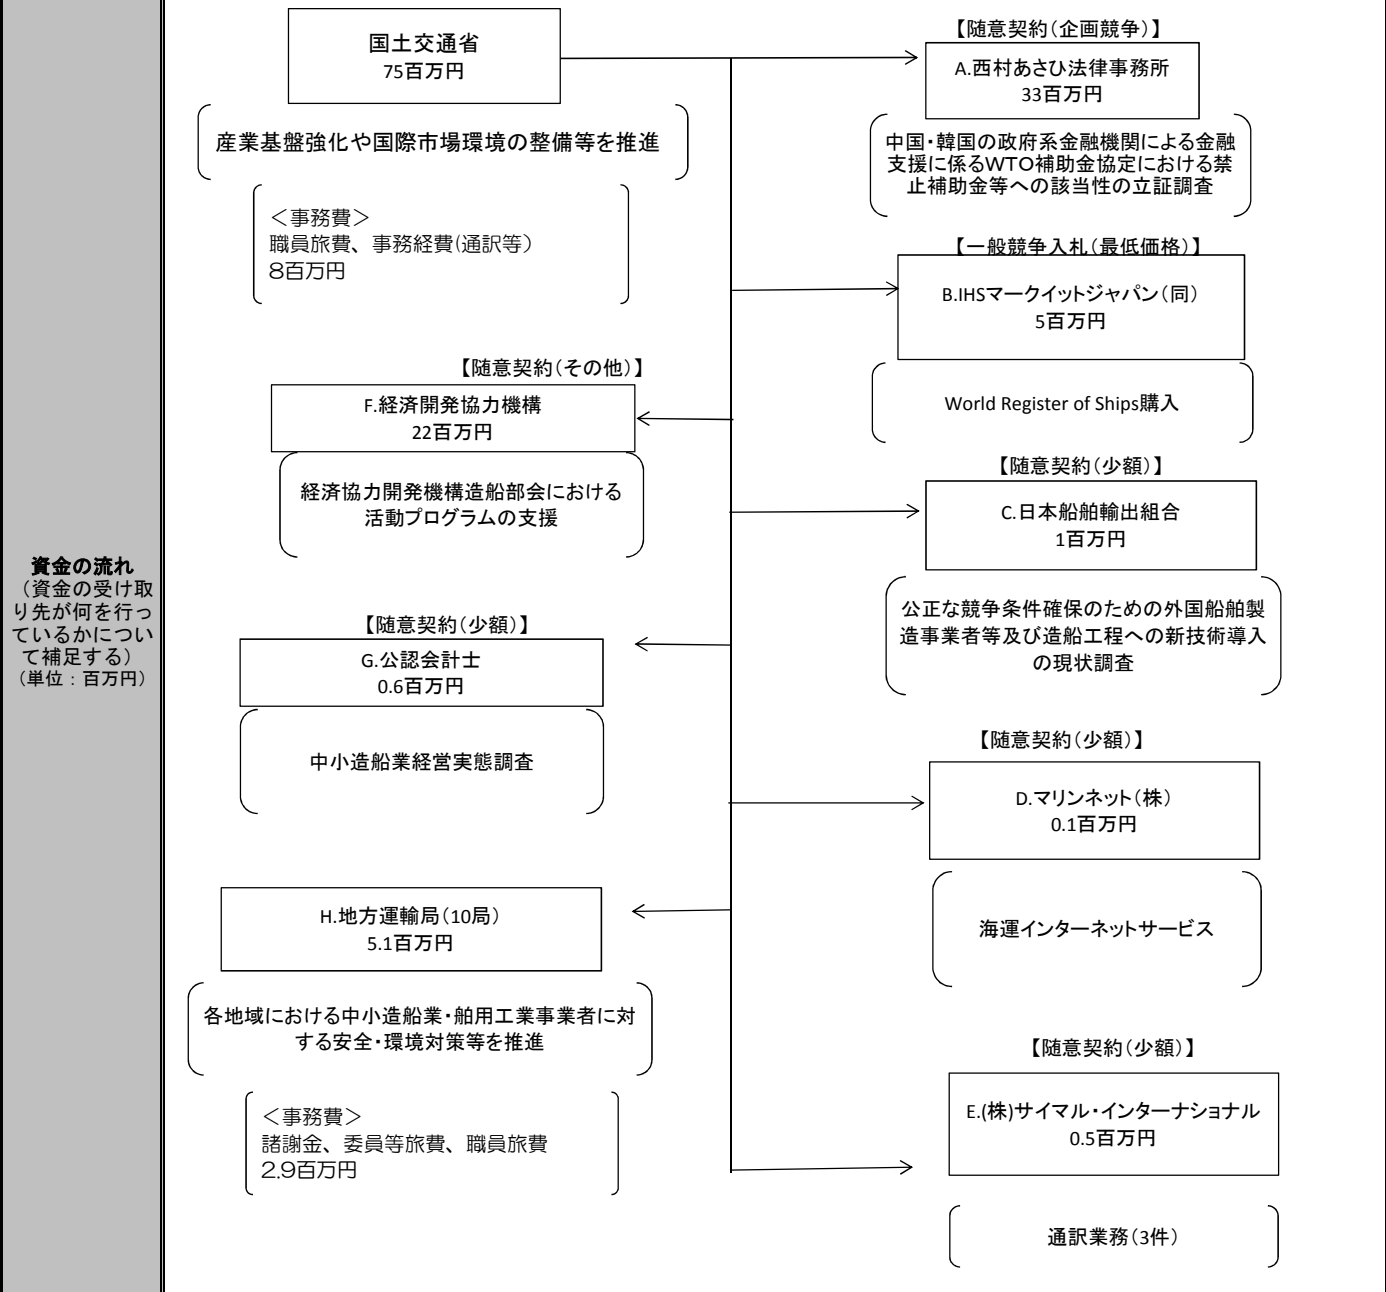 資金の流れ
（資金の受け取
り先が何を行っ
ているかについ
て補足する）
（単位：百万円）
国土交通省
75百万円
産業基盤強化や国際市場環境の整備等を推進
＜事務費＞
職員旅費、事務経費(通訳等）
8百万円
【随意契約（企画競争）】
A.西村あさひ法律事務所
33百万円
中国・韓国の政府系金融機関による金融
支援に係るWTO補助金協定における禁
止補助金等への該当性の立証調査
【一般競争入札（最低価格）】
B.IHSマークイットジャパン（同）
5百万円
World Register of Ships購入
【随意契約（少額）】
C.日本船舶輸出組合
1百万円
公正な競争条件確保のための外国船舶製
造事業者等及び造船工程への新技術導入
の現状調査
【随意契約（少額）】
D.マリンネット（株）
0.1百万円
海運インターネットサービス
【随意契約（少額）】
E.(株)サイマル・インターナショナル
0.5百万円
通訳業務（3件）
【随意契約（その他）】
F.経済開発協力機構
22百万円
経済協力開発機構造船部会における
活動プログラムの支援
【随意契約（少額）】
G.公認会計士
0.6百万円
中小造船業経営実態調査
H.地方運輸局（10局）
5.1百万円
各地域における中小造船業・舶用工業事業者に対
する安全・環境対策等を推進
＜事務費＞
諸謝金、委員等旅費、職員旅費
2.9百万円